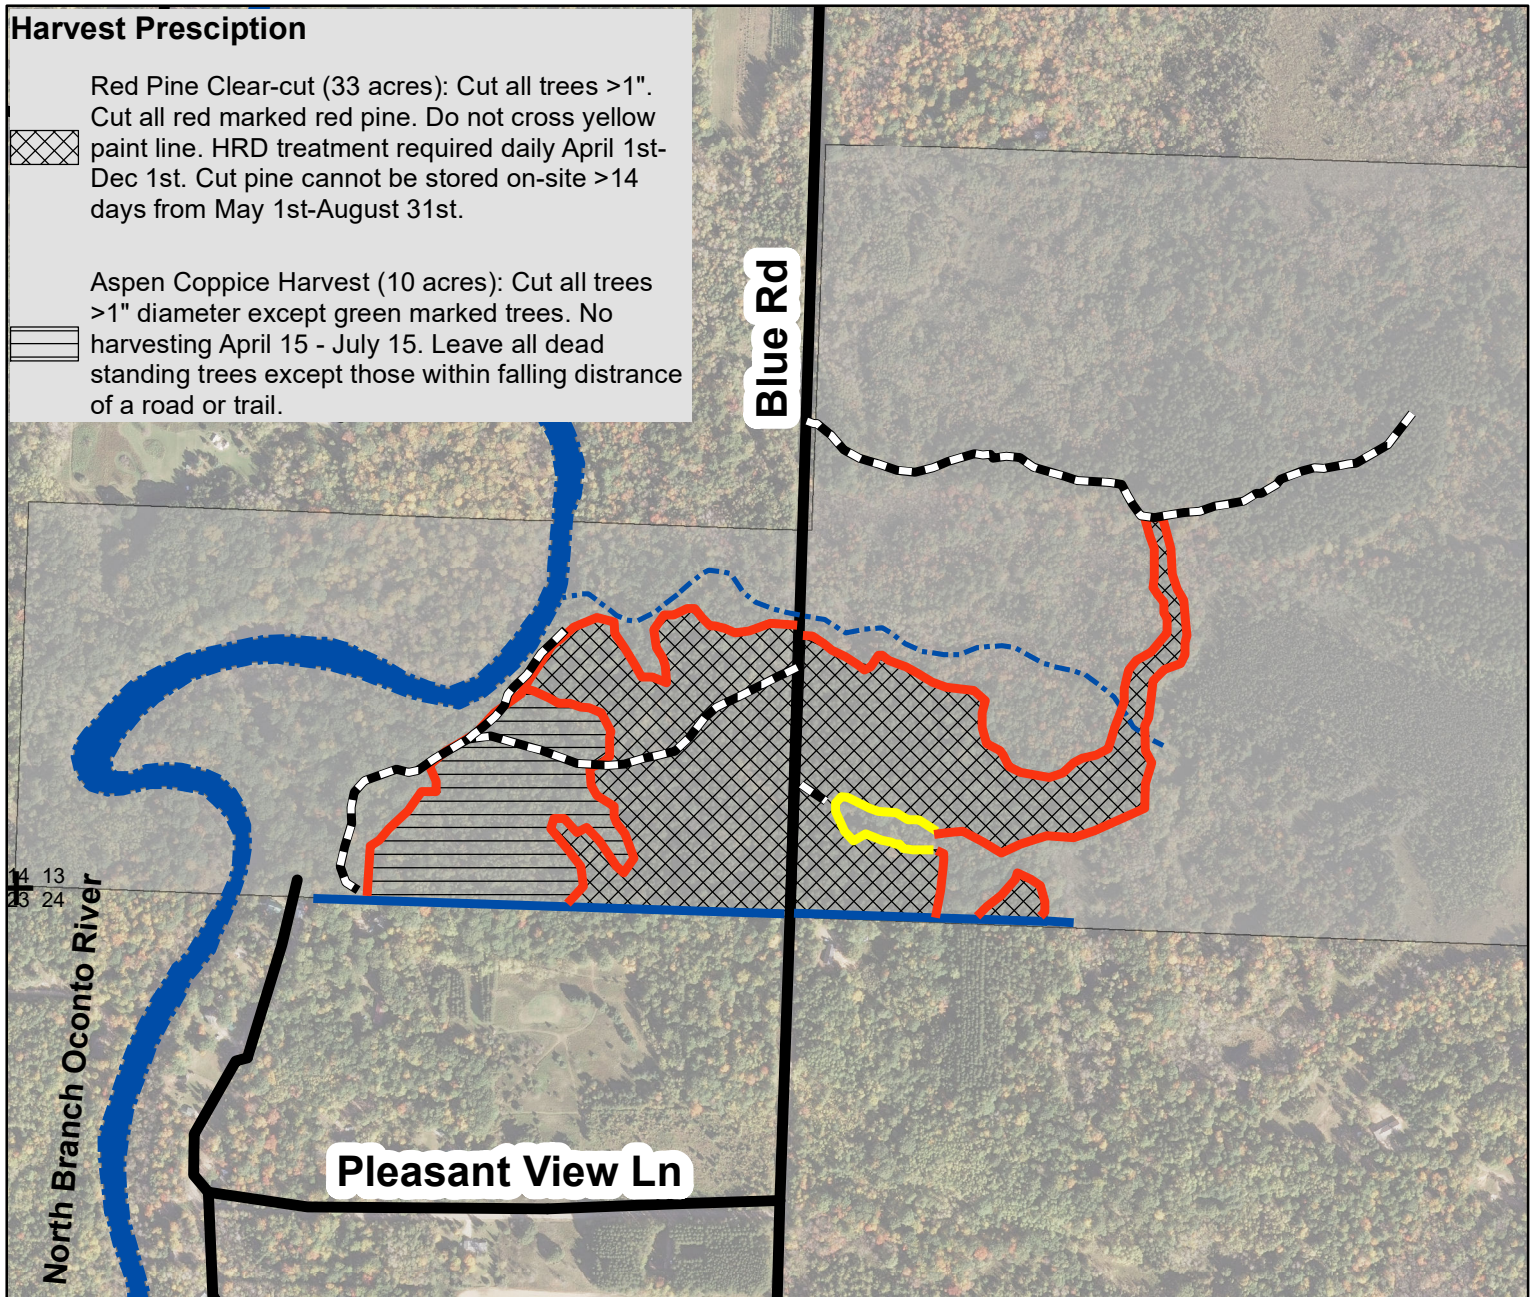 Harvest Presciption
Red Pine Clear-cut (33 acres): Cut all trees >1".
Cut all red marked red pine. Do not cross yellow
paint line. HRD treatment required daily April 1st-
Dec 1st. Cut pine cannot be stored on-site >14
days from May 1st-August 31st.
Aspen Coppice Harvest (10 acres): Cut all trees
>1" diameter except green marked trees. No
harvesting April 15 - July 15. Leave all dead
standing trees except those within falling distrance
of a road or trail.
Blue Rd
14 13
23 24
North Branch Oconto River
Pleasant View Ln